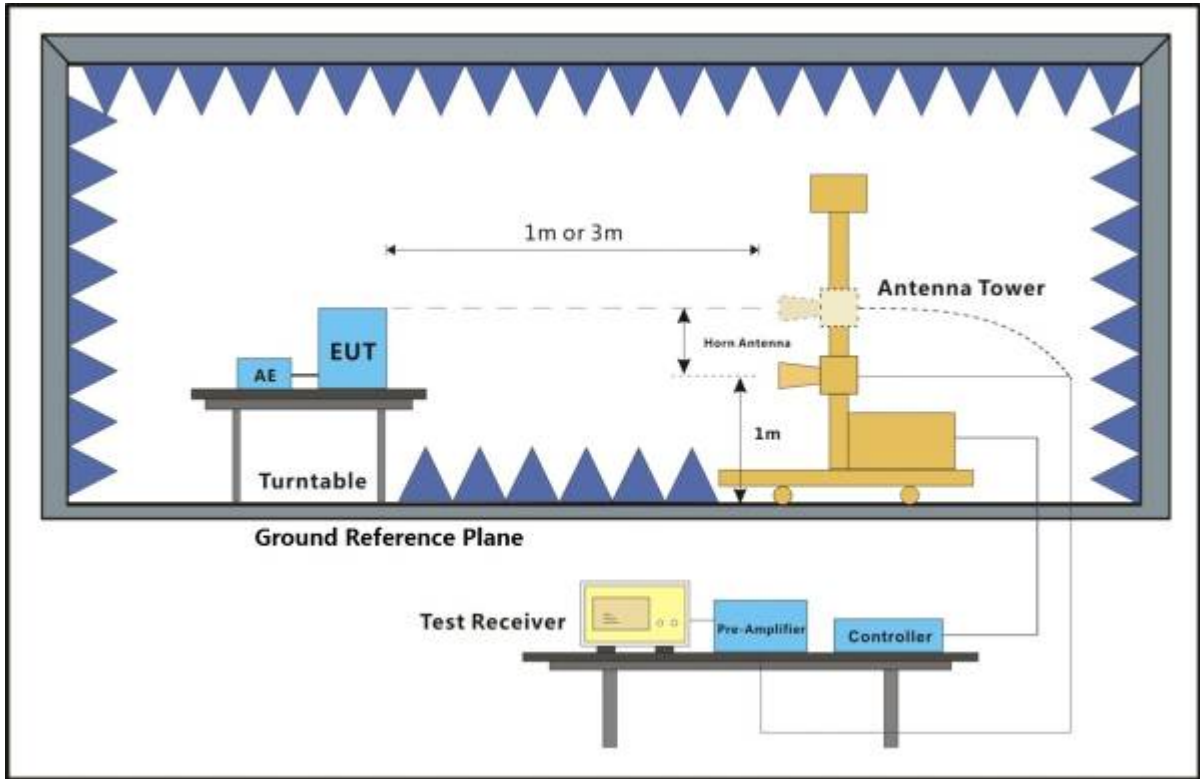 1m or 3m
Antenna Tower
Horn Antenna
EUT
AE
1m
Turntable
Ground Reference Plane
Test Receiver
Pre-Amplifier
Controller